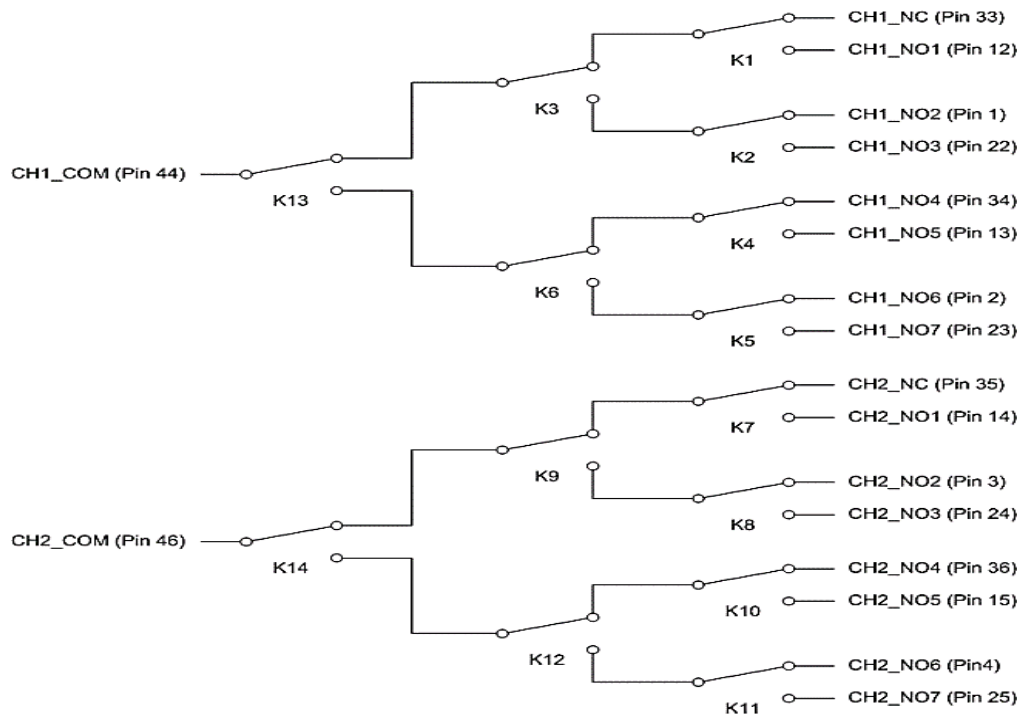 CH1_NC (Pin 33)
K1
CH1_NO1 (Pin 12)
K3
CH1_NO2 (Pin 1)
K2
CH1_NO3 (Pin 22)
CH1_COM (Pin 44)
K13
CH1_NO4 (Pin 34)
K4
CH1_NO5 (Pin 13)
K6
CH1_NO6 (Pin 2)
K5
CH1_NO7 (Pin 23)
CH2_NC (Pin 35)
K7
CH2_NO1 (Pin 14)
K9
CH2_NO2 (Pin 3)
K8
CH2_NO3 (Pin 24)
CH2_COM (Pin 46)
K14
CH2_NO4 (Pin 36)
K10
CH2_NO5 (Pin 15)
K12
CH2_NO6 (Pin4)
K11
CH2_NO7 (Pin 25)